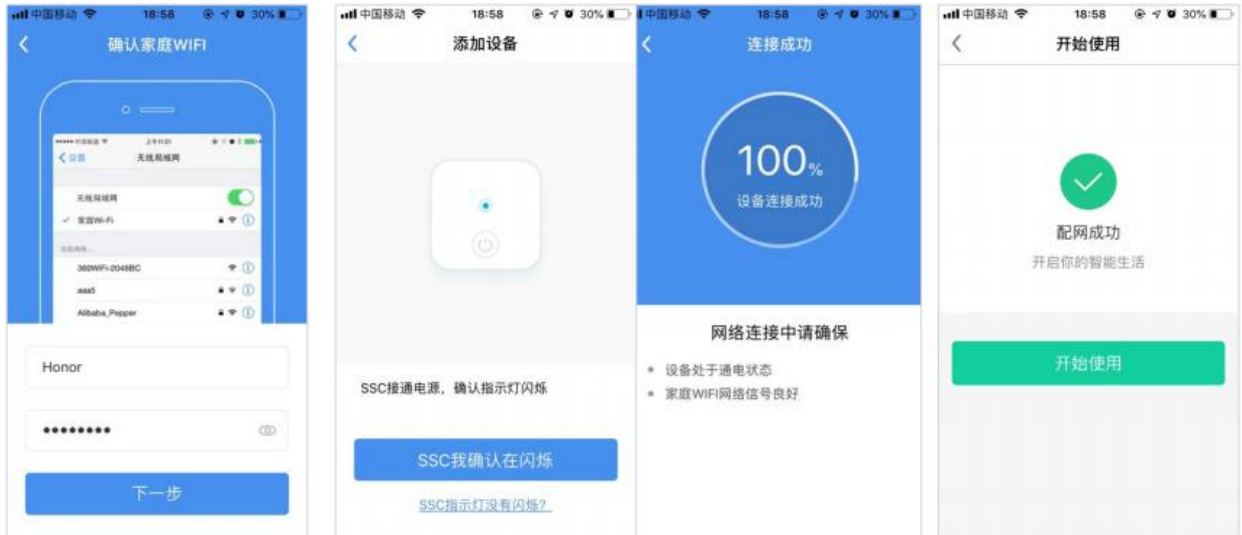 中国移动 18:58 30%
确认家庭WIFI
设置 无线局域网
无线局域网
家庭Wi-Fi
360WiFi-2048BC
aaa5
Alibaba_Pepper
Honor
••••••••
下一步
中国移动 18:58 30%
添加设备
SSC接通电源，确认指示灯闪烁
SSC我确认在闪烁
SSC指示灯没有闪烁？
中国移动 18:58 30%
连接成功
100%
设备连接成功
网络连接中请确保
设备处于通电状态
家庭WIFI网络信号良好
中国移动 18:58 30%
开始使用
配网成功
开启你的智能生活
开始使用